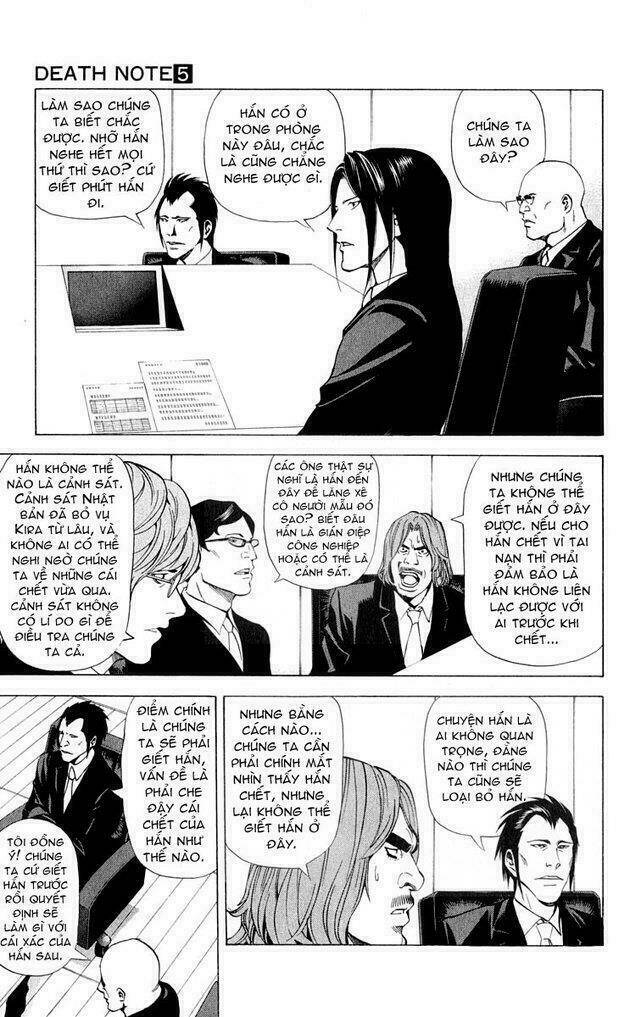 DEATH NOTE 5
CHÚNG TA
LÀM SAO
ĐÂY?
HẮN CÓ Ở
TRONG PHÒNG
NÀY ĐÂU, CHẮC
LÀ CŨNG CHẲNG
NGHE ĐƯỢC GÌ.
LÀM SAO CHÚNG
TA BIẾT CHẮC
ĐƯỢC. NHỠ HẮN
NGHE HẾT MỌI
THỨ THÌ SAO? CỨ
GIẾT PHỨT HẮN
ĐI.
NHƯNG CHÚNG
TA KHÔNG THỂ
GIẾT HẮN Ở ĐÂY
ĐƯỢC. NẾU CHO
HẮN CHẾT VÌ TAI
NẠN THÌ PHẢI
ĐẢM BẢO LÀ
HẮN KHÔNG LIÊN
LẠC ĐƯỢC VỚI
AI TRƯỚC KHI
CHẾT...
CÁC ÔNG THẬT SỰ
NGHĨ LÀ HẮN ĐẾN
ĐÂY ĐỂ LĂNG XÊ
CÔ NGƯỜI MẪU ĐÓ
SAO? BIẾT ĐÂU
HẮN LÀ GIÁN ĐIỆP
CÔNG NGHIỆP
HOẶC CÓ THỂ LÀ
CẢNH SÁT.
HẮN KHÔNG THỂ
NÀO LÀ CẢNH SÁT.
CẢNH SÁT NHẬT
BẢN ĐÃ BỎ VỤ
KIRA TỪ LÂU, VÀ
KHÔNG AI CÓ THỂ
NGHI NGỜ CHÚNG
TA VỀ NHỮNG CÁI
CHẾT VỪA QUA.
CẢNH SÁT KHÔNG
CÓ LÍ DO GÌ ĐỂ
ĐIỀU TRA CHÚNG
TA CẢ.
CHUYỆN HẮN LÀ
AI KHÔNG QUAN
TRỌNG, ĐẰNG
NÀO THÌ CHÚNG
TA CŨNG SẼ
LOẠI BỎ HẮN.
NHƯNG BẰNG
CÁCH NÀO...
CHÚNG TA CẦN
PHẢI CHÍNH MẮT
NHÌN THẤY HẮN
CHẾT, NHƯNG
LẠI KHÔNG THỂ
GIẾT HẮN Ở
ĐÂY.
ĐIỂM CHÍNH
LÀ CHÚNG
TA SẼ PHẢI
GIẾT HẮN,
VẤN ĐỀ LÀ
PHẢI CHE
ĐẬY CÁI
CHẾT CỦA
HẮN NHƯ
THẾ NÀO.
TÔI ĐỒNG
Ý! CHÚNG
TA CỨ GIẾT
HẮN TRƯỚC
RỒI QUYẾT
ĐỊNH SẼ
LÀM GÌ VỚI
CÁI XÁC CỦA
HẮN SAU.